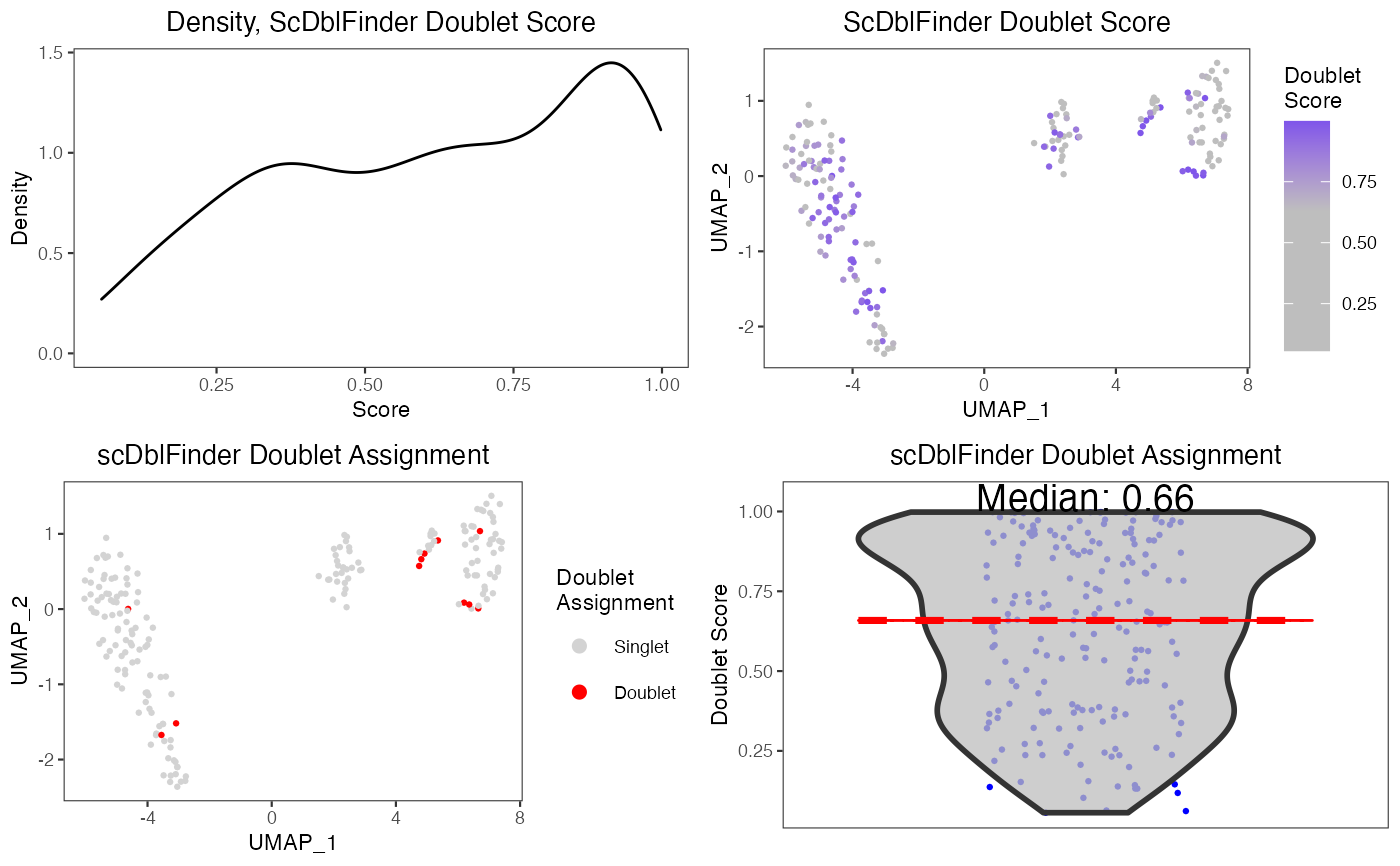 Density, ScDblFinder Doublet Score
1.5
1.0
0.5
0.0
Density
0.25
0.50
0.75
1.00
Score
ScDblFinder Doublet Score
1
0
-1
-2
UMAP_2
-4
0
4
8
UMAP_1
Doublet
Score
0.75
0.50
0.25
scDblFinder Doublet Assignment
1
0
-1
-2
UMAP_2
-4
0
4
8
UMAP_1
Doublet
Assignment
Singlet
Doublet
scDblFinder Doublet Assignment
Median: 0.66
1.00
0.75
0.50
0.25
Doublet Score